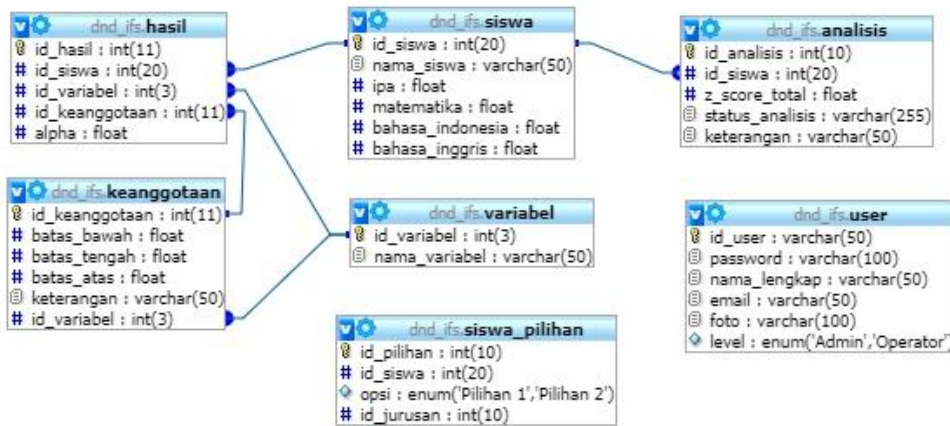 dnd_ifs.hasil
id_hasil : int(11)
# id_siswa : int(20)
# id_variabel : int(3)
# id_keanggotaan : int(11)
# alpha : float
dnd_ifs.siswa
id_siswa : int(20)
nama_siswa : varchar(50)
# ipa : float
# matematika : float
# bahasa_indonesia : float
# bahasa_inggris : float
dnd_ifs.analisis
id_analisis : int(10)
# id_siswa : int(20)
# z_score_total : float
status_analisis : varchar(255)
keterangan : varchar(50)
dnd_ifs.keanggotaan
id_keanggotaan : int(11)
# batas_bawah : float
# batas_tengah : float
# batas_atas : float
keterangan : varchar(50)
# id_variabel : int(3)
dnd_ifs.variabel
id_variabel : int(3)
nama_variabel : varchar(50)
dnd_ifs.user
id_user : varchar(50)
password : varchar(100)
nama_lengkap : varchar(50)
email : varchar(50)
foto : varchar(100)
level : enum('Admin','Operator')
dnd_ifs.siswa_pilihan
id_pilihan : int(10)
# id_siswa : int(20)
opsi : enum('Pilihan 1','Pilihan 2')
# id_jurusan : int(10)